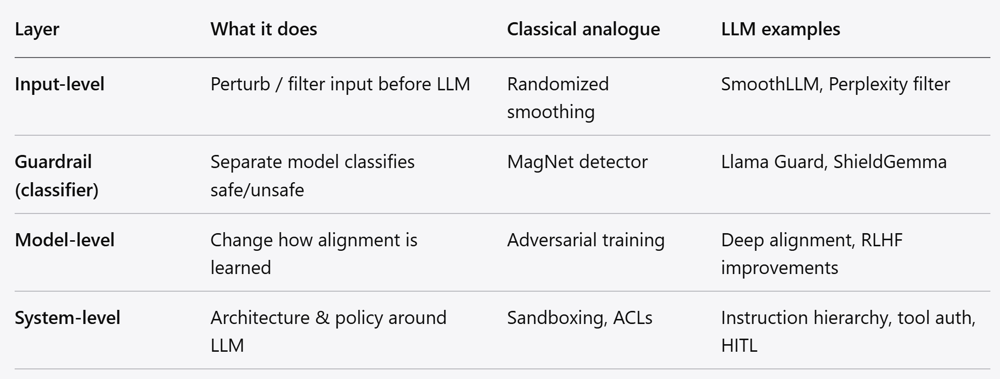 Layer What it does Classical analogue LLM examples
Input-level Perturb / filter input before LLM Randomized SmoothLLM, Perplexity filter
smoothing
Guardrail Separate model classifies MagNet detector Llama Guard, ShieldGemma
(classifier) safe/unsafe
Model-level Change how alignment is Adversarial training Deep alignment, RLHF
learned improvements
System-level Architecture & policy around Sandboxing, ACLs Instruction hierarchy, tool auth,
LLM HITL